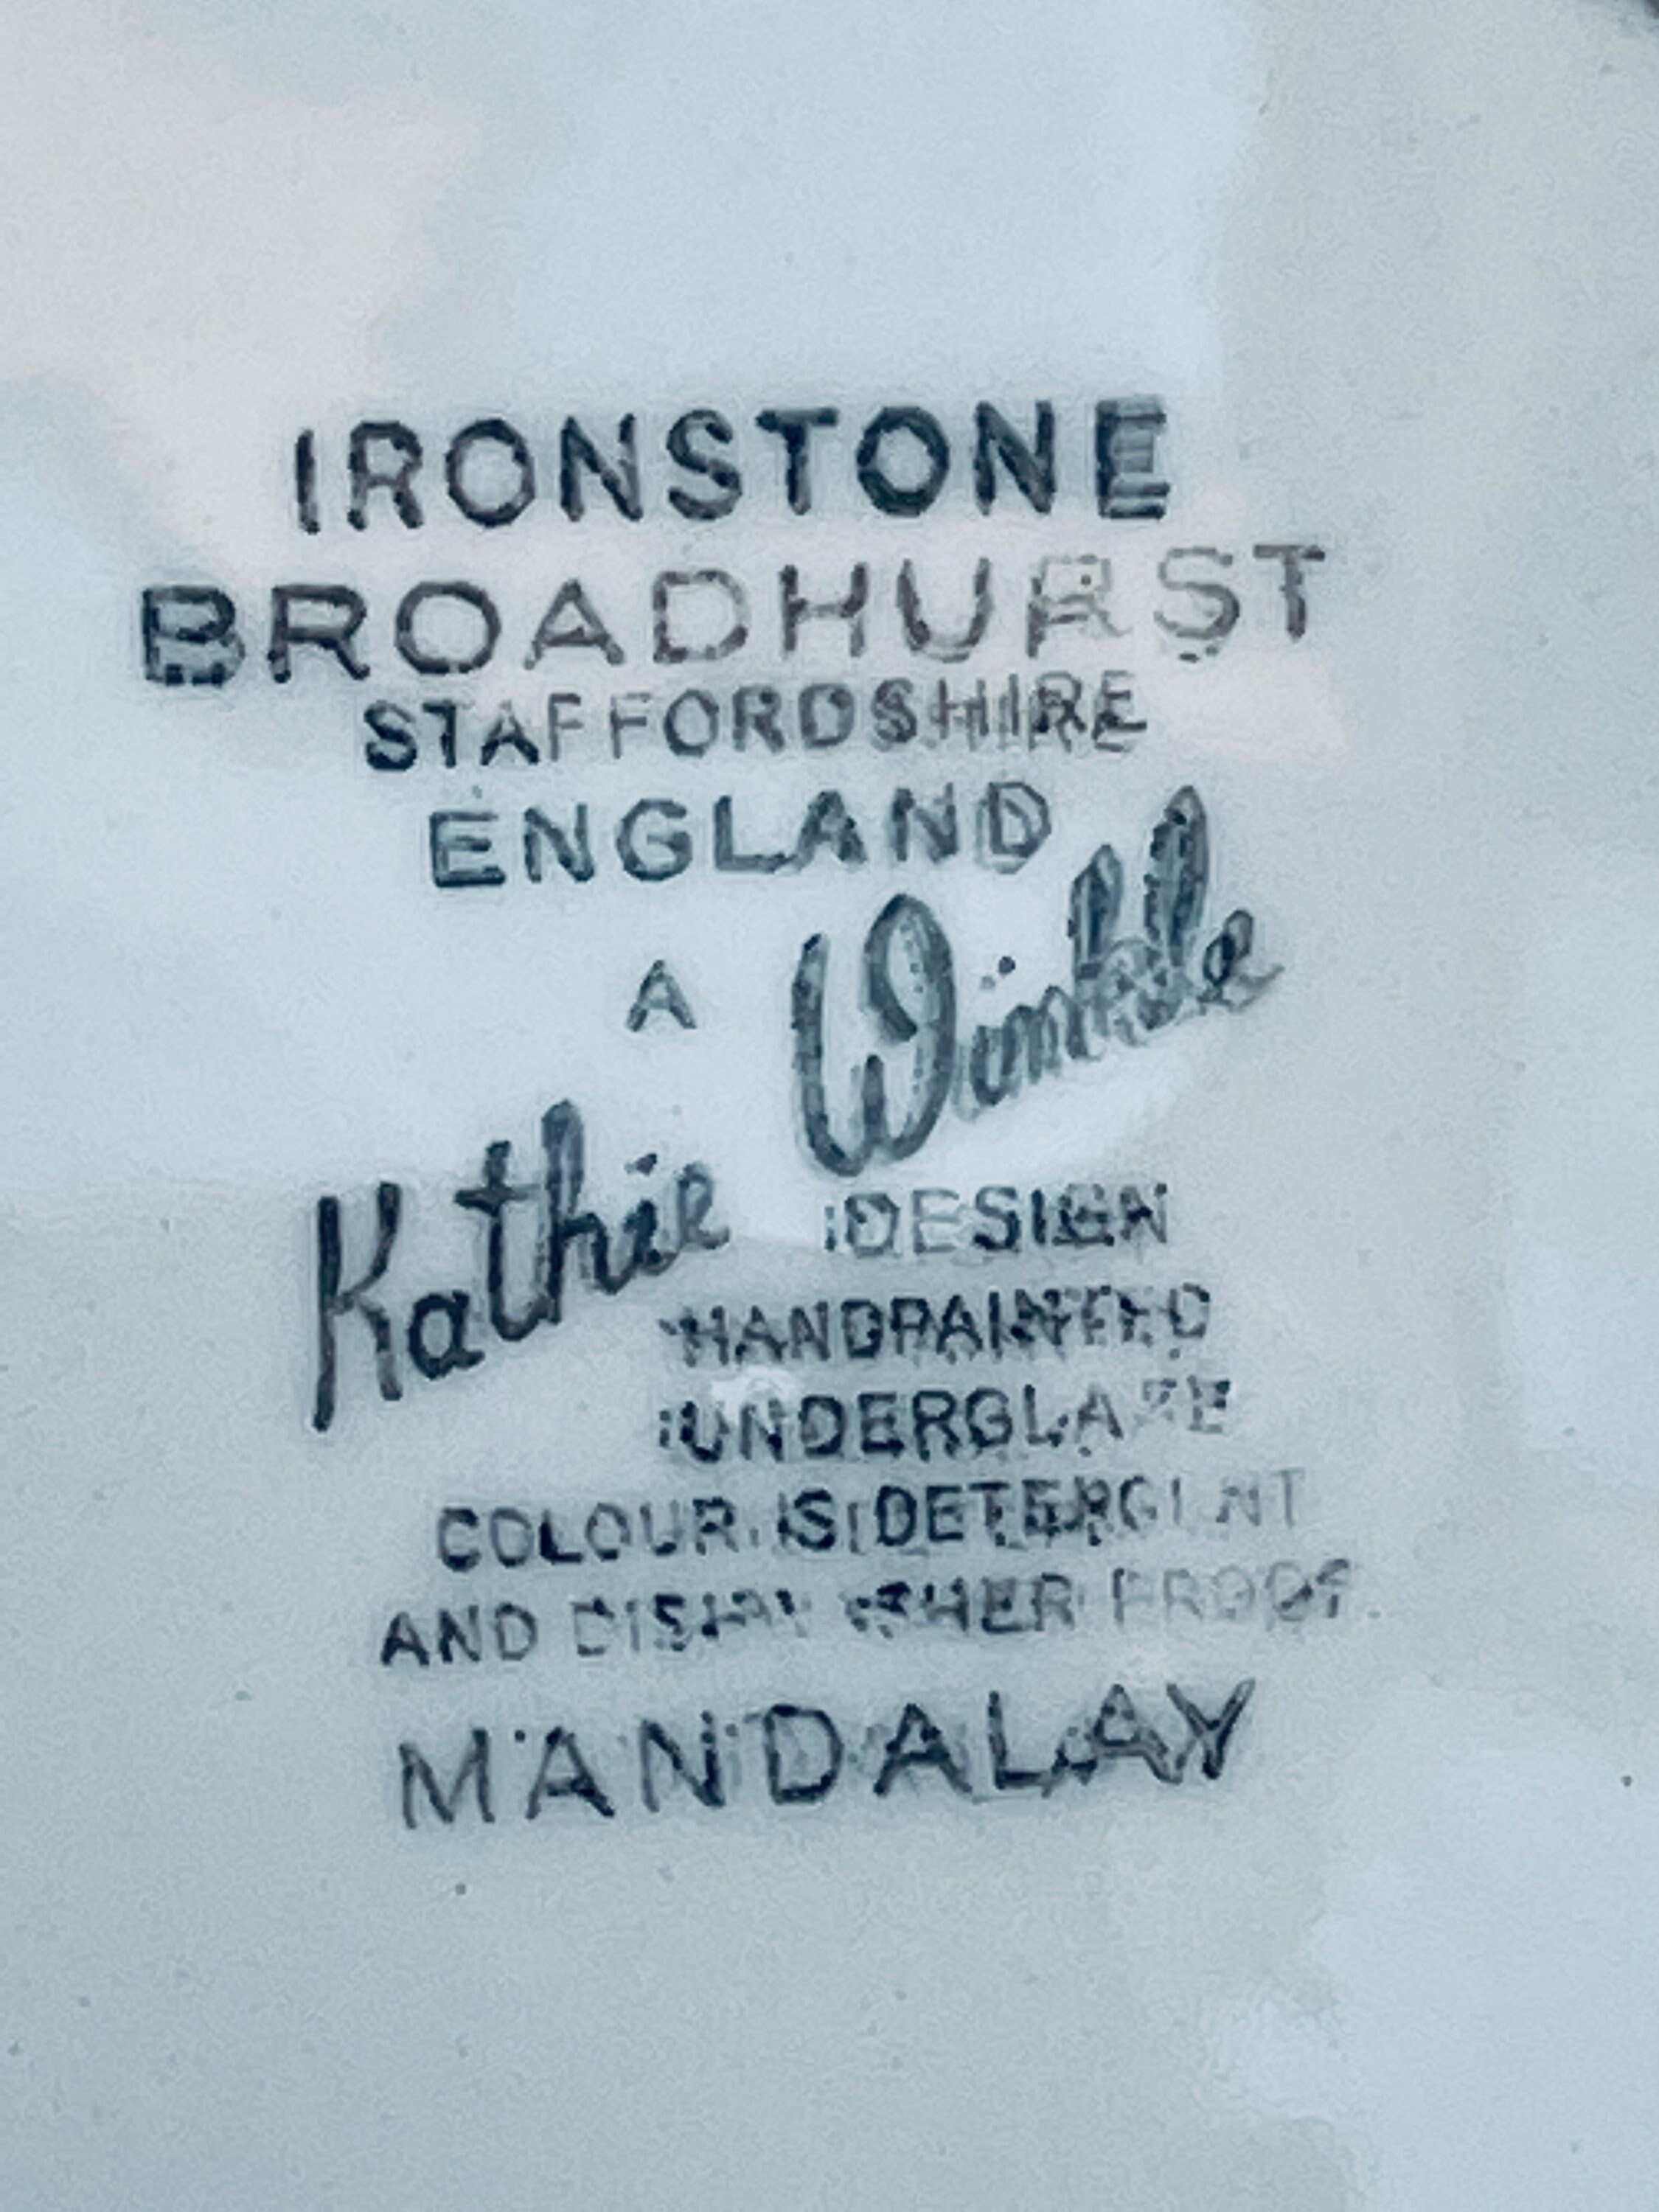 IRONSTONE
BROADHURST
STAFFORDSHIRE
ENGLAND
A
Kathie Winkle
DESIGN
HANDPAINTED
UNDERGLAZE
COLOUR IS DETERGENT
AND DISHWASHER PROOF.
MANDALAY